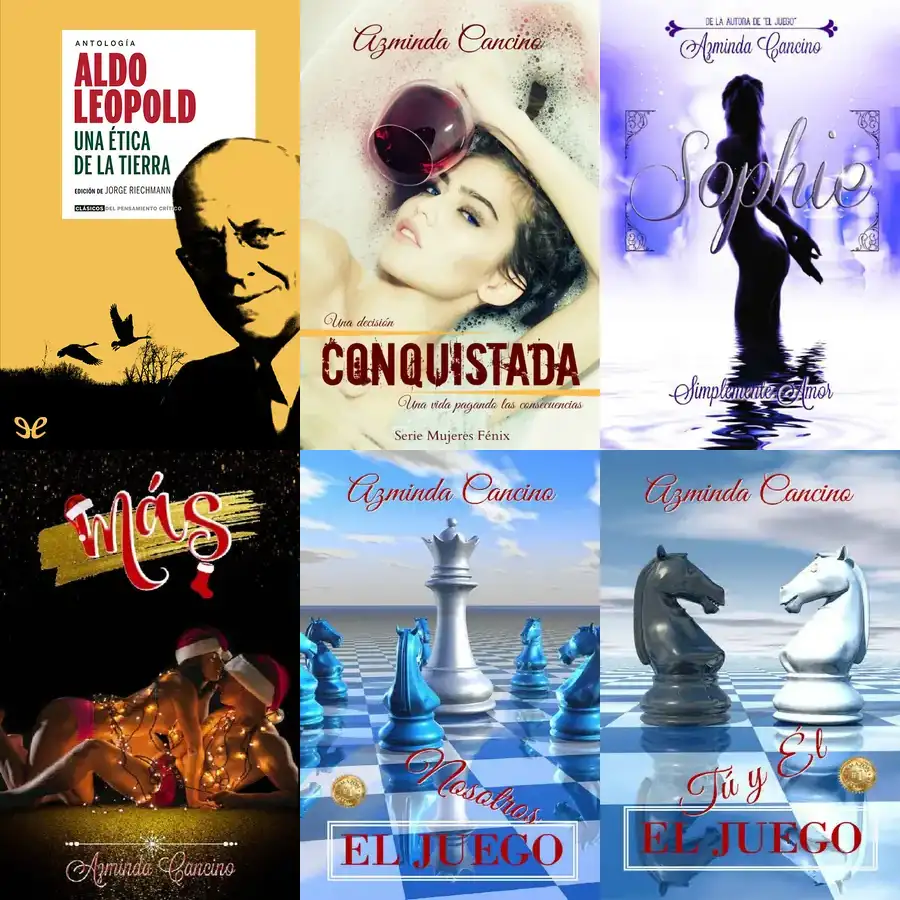 ANTOLOGÍA
ALDO
LEOPOLD
UNA ÉTICA
DE LA TIERRA
EDICIÓN DE JORGE RIECHMANN
CLÁSICOS DEL PENSAMIENTO CRÍTICO
Azminda Cancino
Una decisión
CONQUISTADA
Una vida pagando las consecuencias
Serie Mujeres Fénix
DE LA AUTORA DE "EL JUEGO"
Azminda Cancino
Sophie
Simplemente Amor
más
Azminda Cancino
Azminda Cancino
Nosotros
EL JUEGO
Azminda Cancino
Tú y Él
EL JUEGO